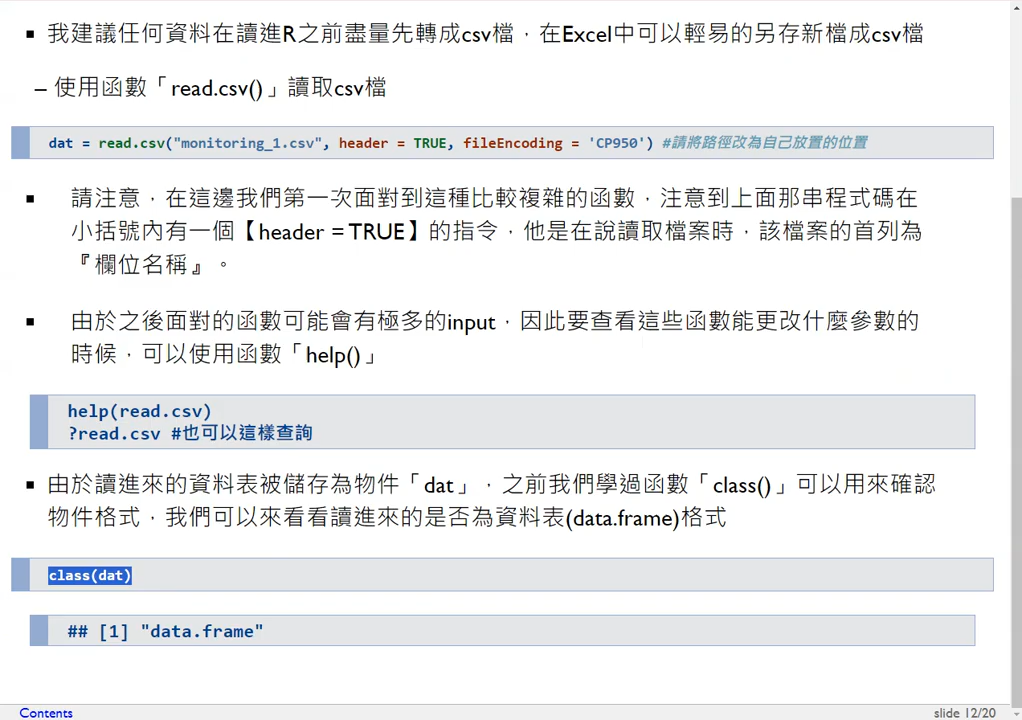 ▪ 我建議任何資料在讀進R之前盡量先轉成csv檔，在Excel中可以輕易的另存新檔成csv檔
– 使用函數「read.csv()」讀取csv檔
dat = read.csv("monitoring_1.csv", header = TRUE, fileEncoding = 'CP950') #請將路徑改為自己放置的位置
▪ 請注意，在這邊我們第一次面對到這種比較複雜的函數，注意到上面那串程式碼在
小括號內有一個【header = TRUE】的指令，他是在說讀取檔案時，該檔案的首列為
『欄位名稱』。
▪ 由於之後面對的函數可能會有極多的input，因此要查看這些函數能更改什麼參數的
時候，可以使用函數「help()」
help(read.csv)
?read.csv #也可以這樣查詢
▪ 由於讀進來的資料表被儲存為物件「dat」，之前我們學過函數「class()」可以用來確認
物件格式，我們可以來看看讀進來的是否為資料表(data.frame)格式
class(dat)
## [1] "data.frame"
Contents
slide 12/20